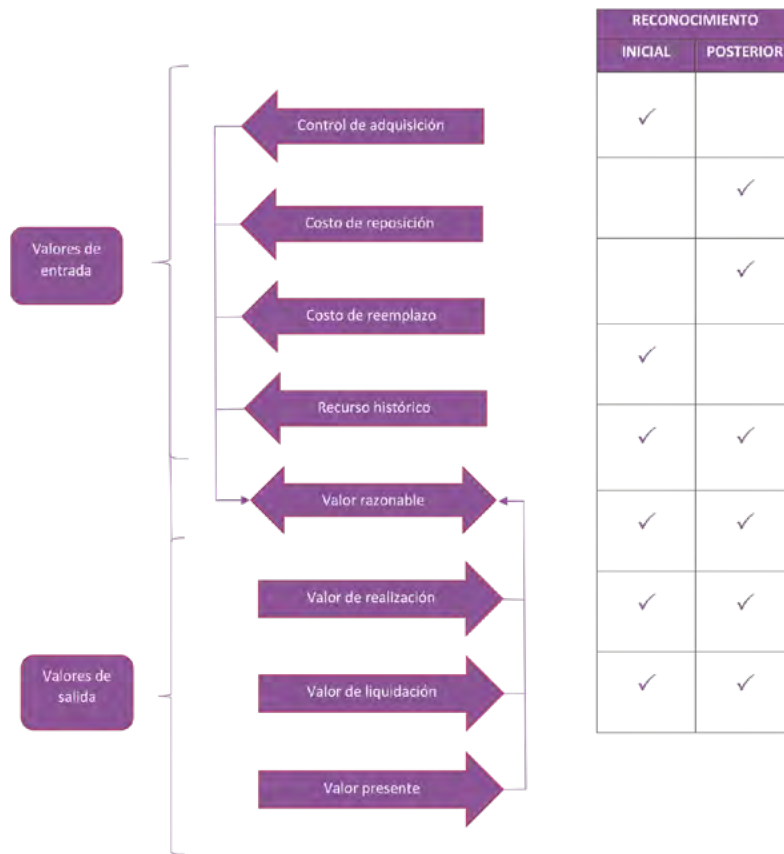 RECONOCIMIENTO
INICIAL POSTERIOR
Control de adquisición
✓
✓
Costo de reposición
Valores de
entrada
✓
Costo de reemplazo
✓
Recurso histórico
✓ ✓
Valor razonable
✓ ✓
Valor de realización
✓ ✓
Valores de
salida
Valor de liquidación
✓ ✓
Valor presente